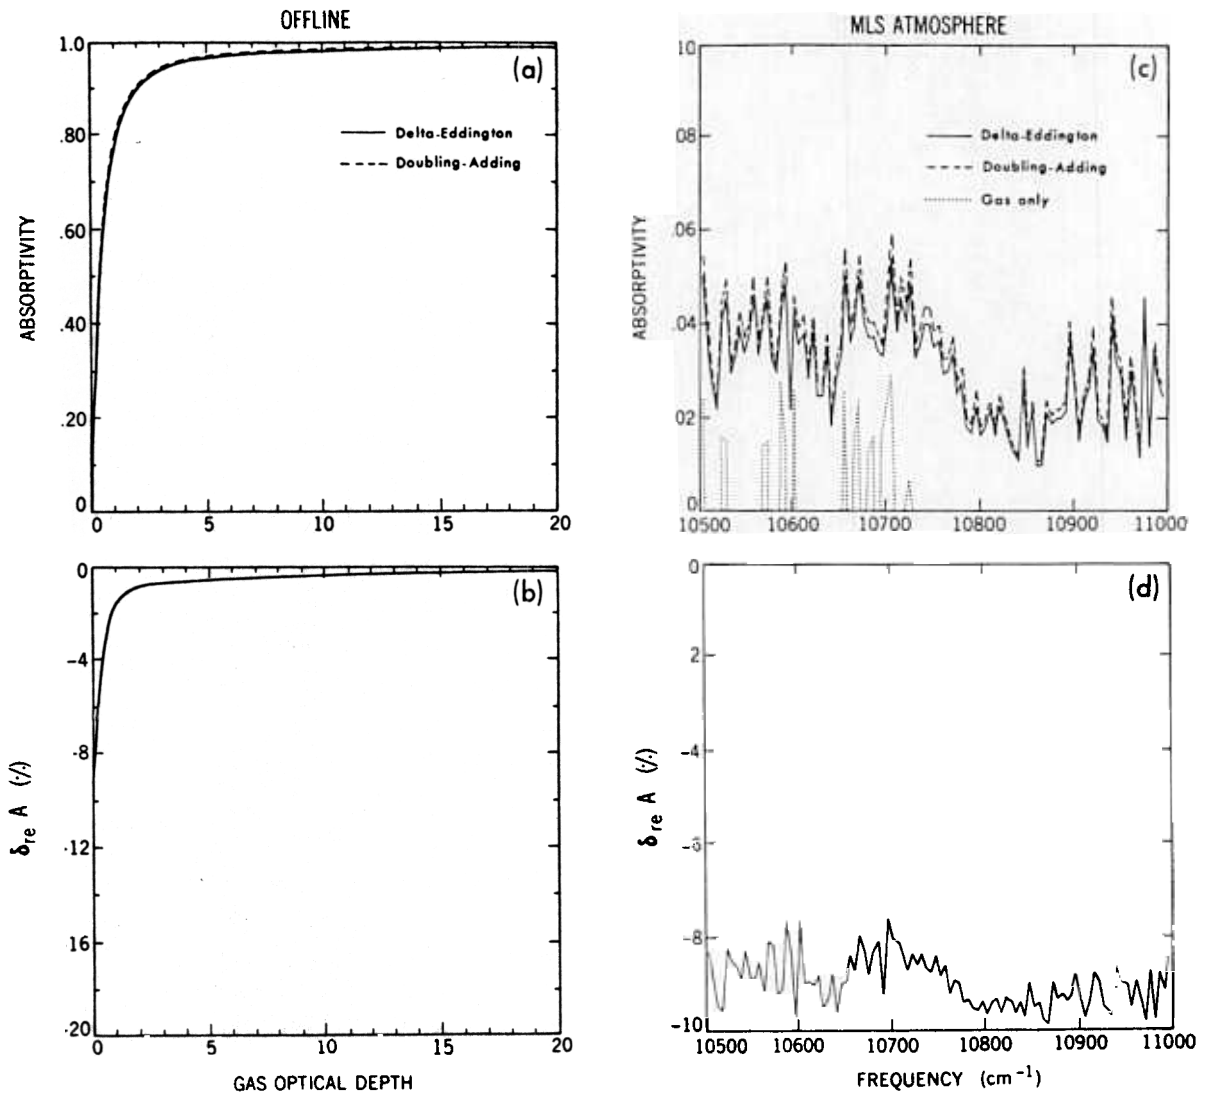 OFFLINE
1.0
.80
.60
.40
.20
0
ABSORPTIVITY
(a)
Delta-Eddington
Doubling-Adding
0 5 10 15 20
MLS ATMOSPHERE
10
08
.06
.04
02
0
ABSORPTIVITY
(c)
Delta-Eddington
Doubling-Adding
Gas only
10500 10600 10700 10800 10900 11000
0
-4
-8
.12
16
.20
δre A (%)
(b)
0 5 10 15 20
GAS OPTICAL DEPTH
0
2
-4
-8
-10
δre A (%)
(d)
10500 10600 10700 10800 10900 11000
FREQUENCY (cm⁻¹)